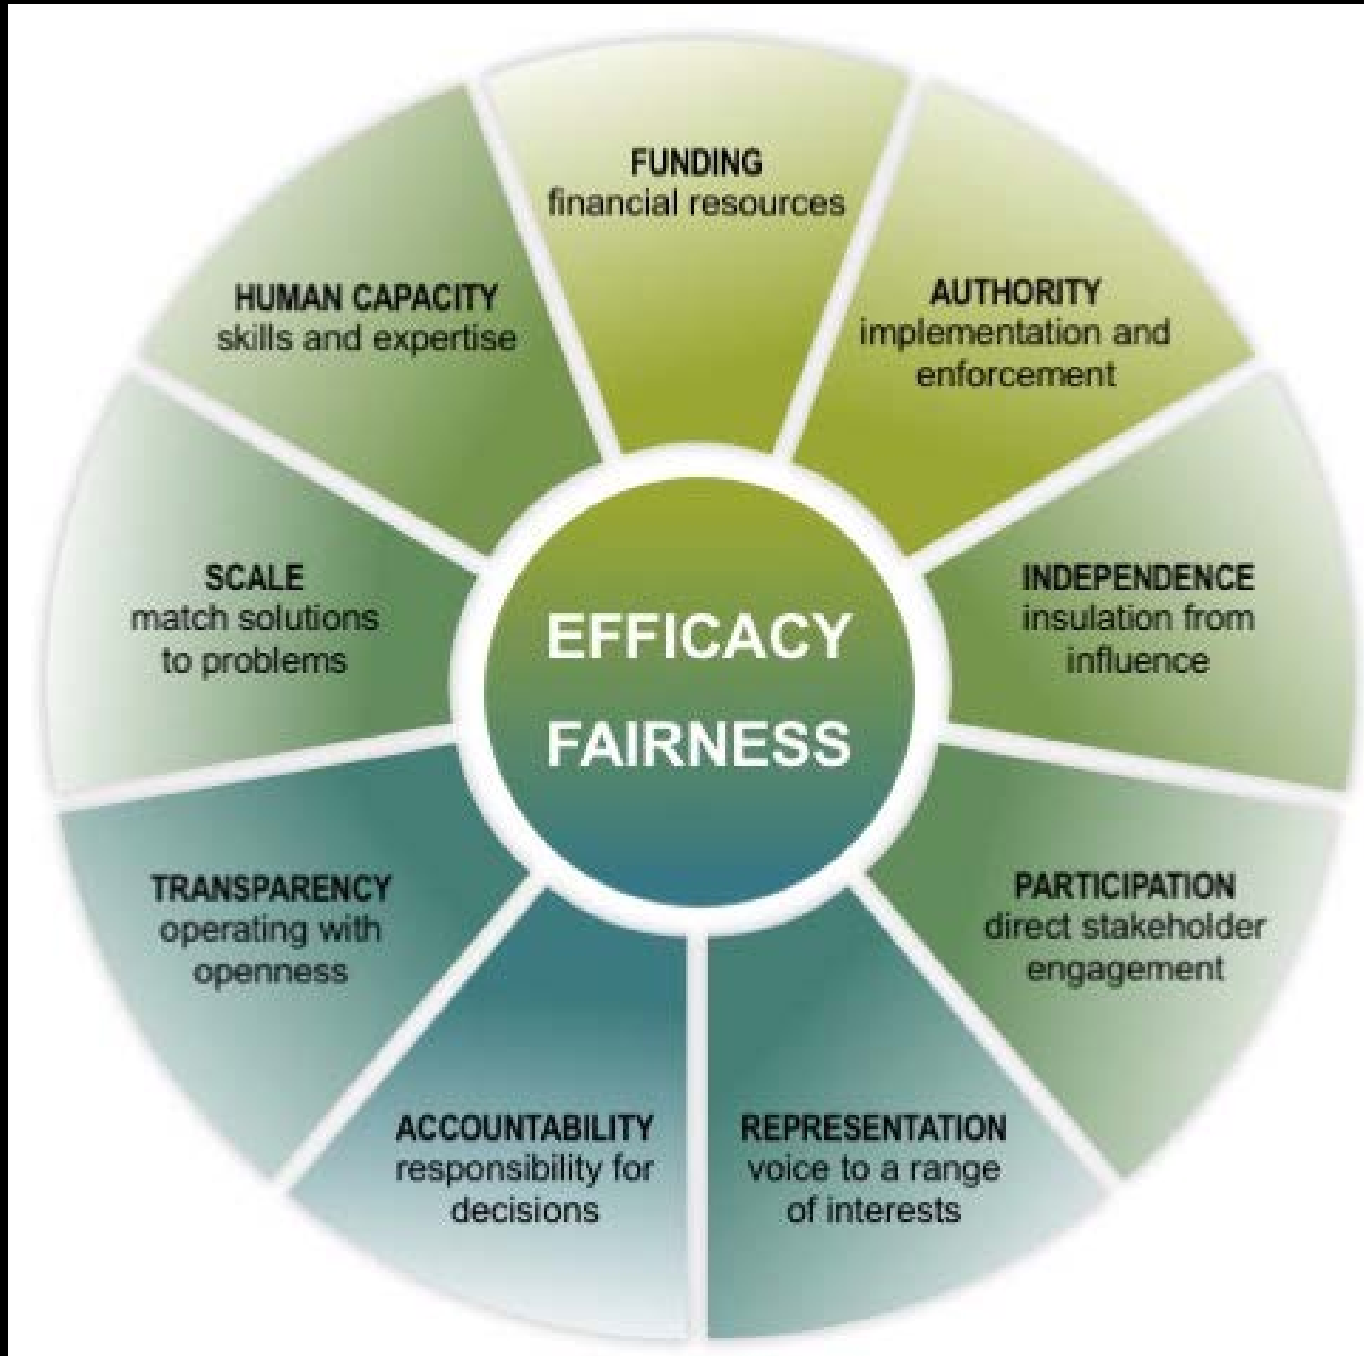 FUNDING
financial resources
AUTHORITY
implementation and
enforcement
INDEPENDENCE
insulation from
influence
PARTICIPATION
direct stakeholder
engagement
REPRESENTATION
voice to a range
of interests
ACCOUNTABILITY
responsibility for
decisions
TRANSPARENCY
operating with
openness
SCALE
match solutions
to problems
HUMAN CAPACITY
skills and expertise
EFFICACY
FAIRNESS